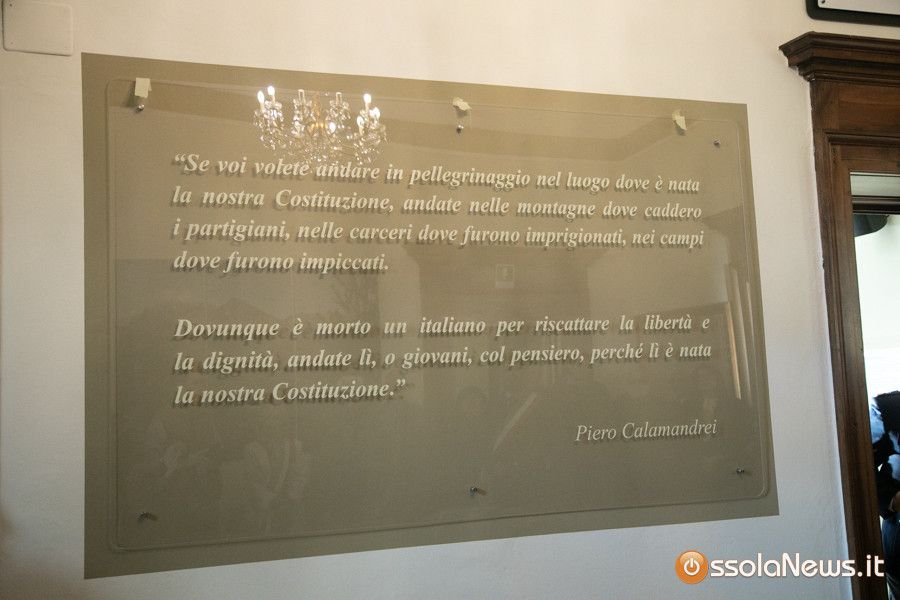 “Se voi volete andare in pellegrinaggio nel luogo dove è nata
la nostra Costituzione, andate nelle montagne dove caddero
i partigiani, nelle carceri dove furono imprigionati, nei campi
dove furono impiccati.
Dovunque è morto un italiano per riscattare la libertà e
la dignità, andate lì, o giovani, col pensiero, perché lì è nata
la nostra Costituzione.”
Piero Calamandrei
OssolaNews.it